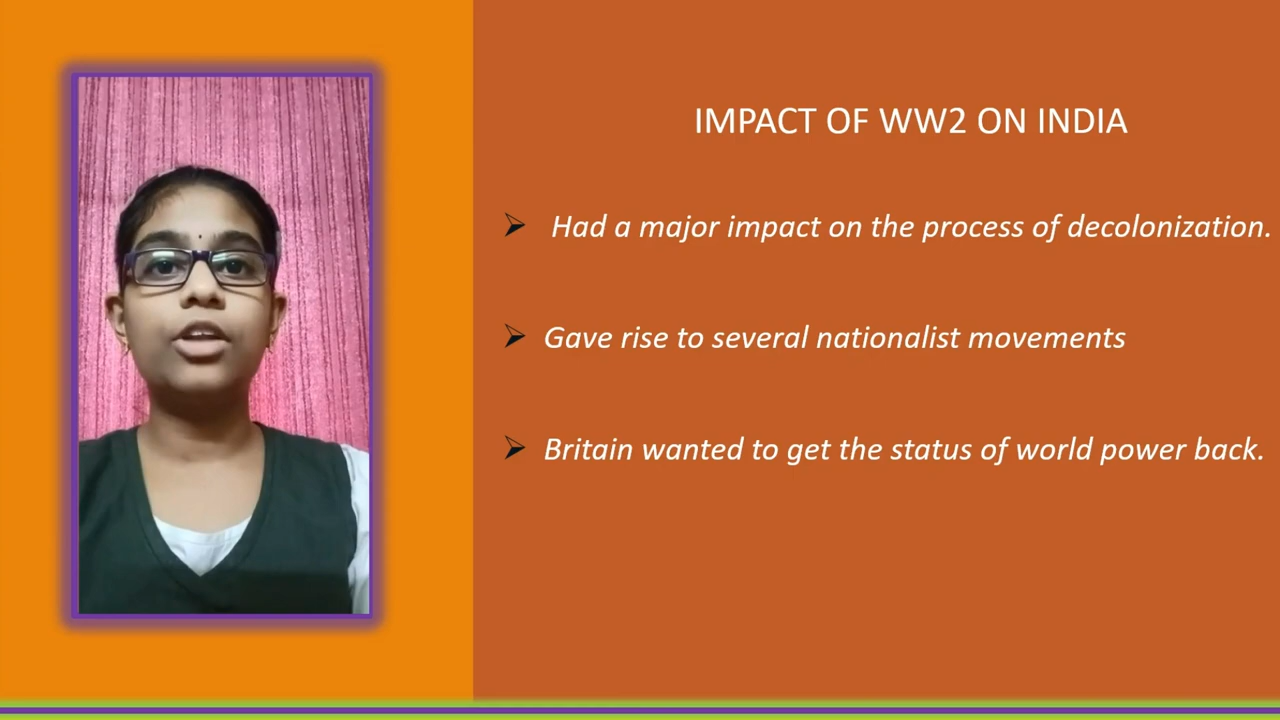 IMPACT OF WW2 ON INDIA
Had a major impact on the process of decolonization.
Gave rise to several nationalist movements
Britain wanted to get the status of world power back.